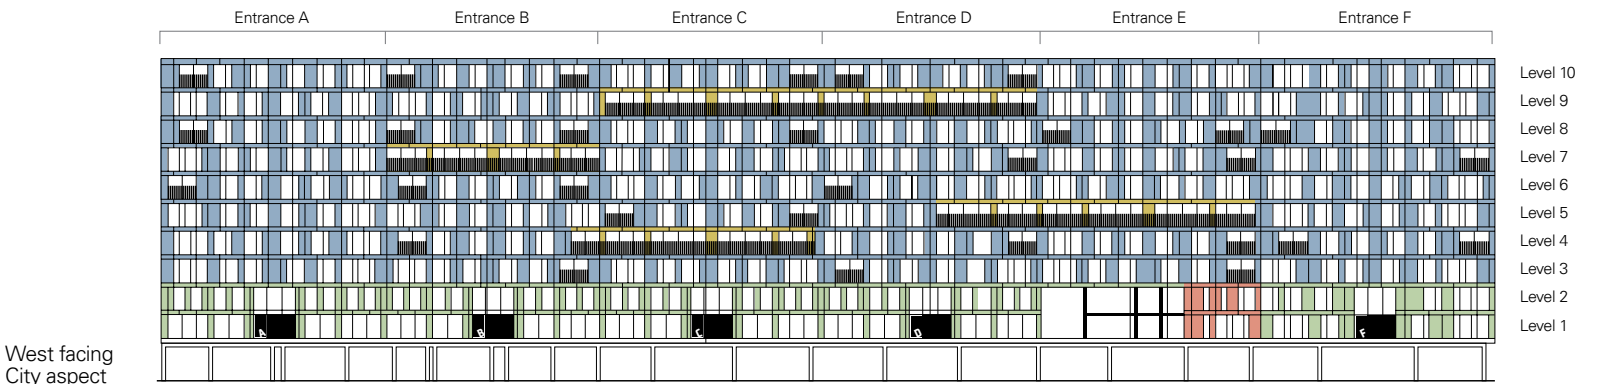 Entrance A Entrance B Entrance C Entrance D Entrance E Entrance F
Level 10
Level 9
Level 8
Level 7
Level 6
Level 5
Level 4
Level 3
Level 2
Level 1
A B C D F
West facing
City aspect